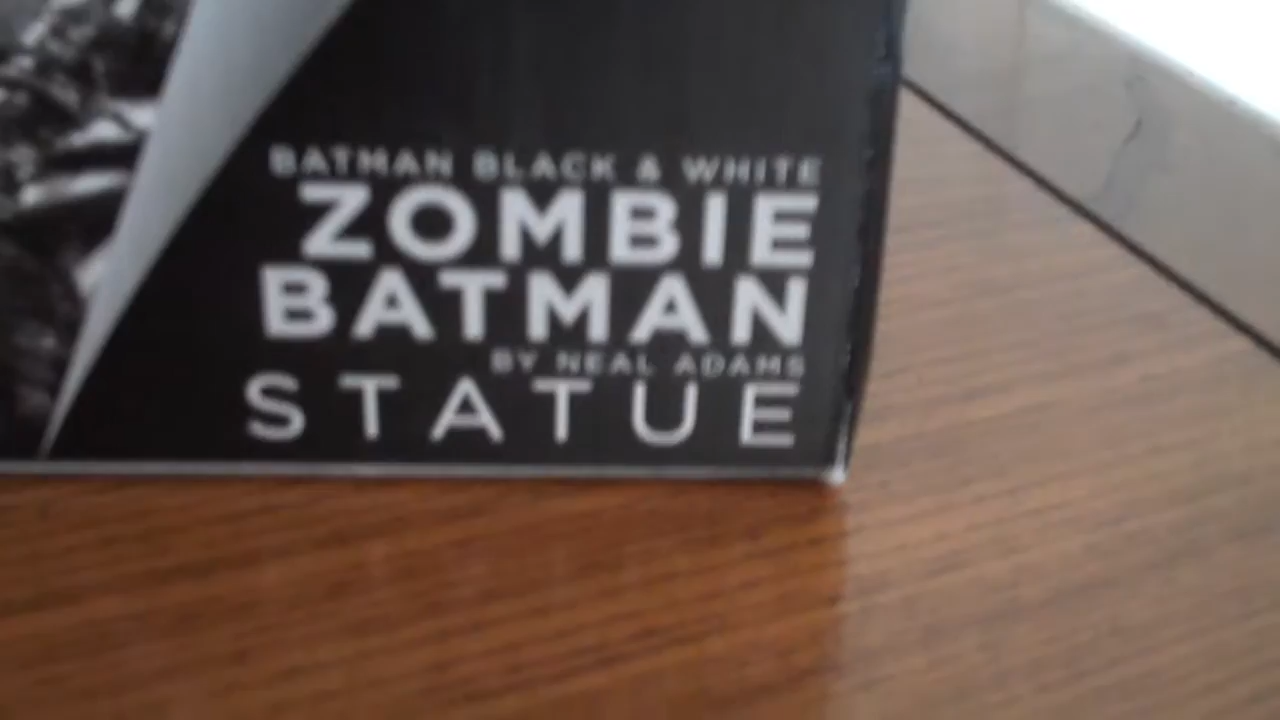 BATMAN BLACK & WHITE
ZOMBIE
BATMAN
BY NEAL ADAMS
STATUE